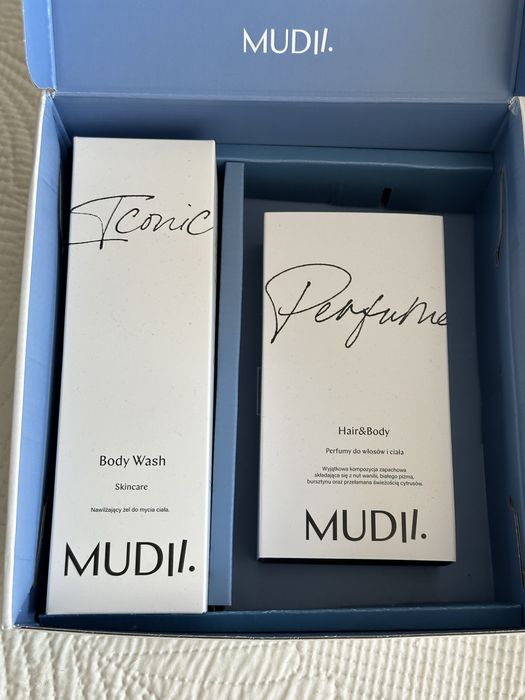 MUDII.
Iconic
Body Wash
Skincare
Nawilżający żel do mycia ciała.
MUDII.
Perfume
Hair&Body
Perfumy do włosów i ciała
Wyjątkowa kompozycja zapachowa
składająca się z nut wanilii, białego piżma,
bursztynu oraz przełamana świeżością cytrusów.
MUDII.